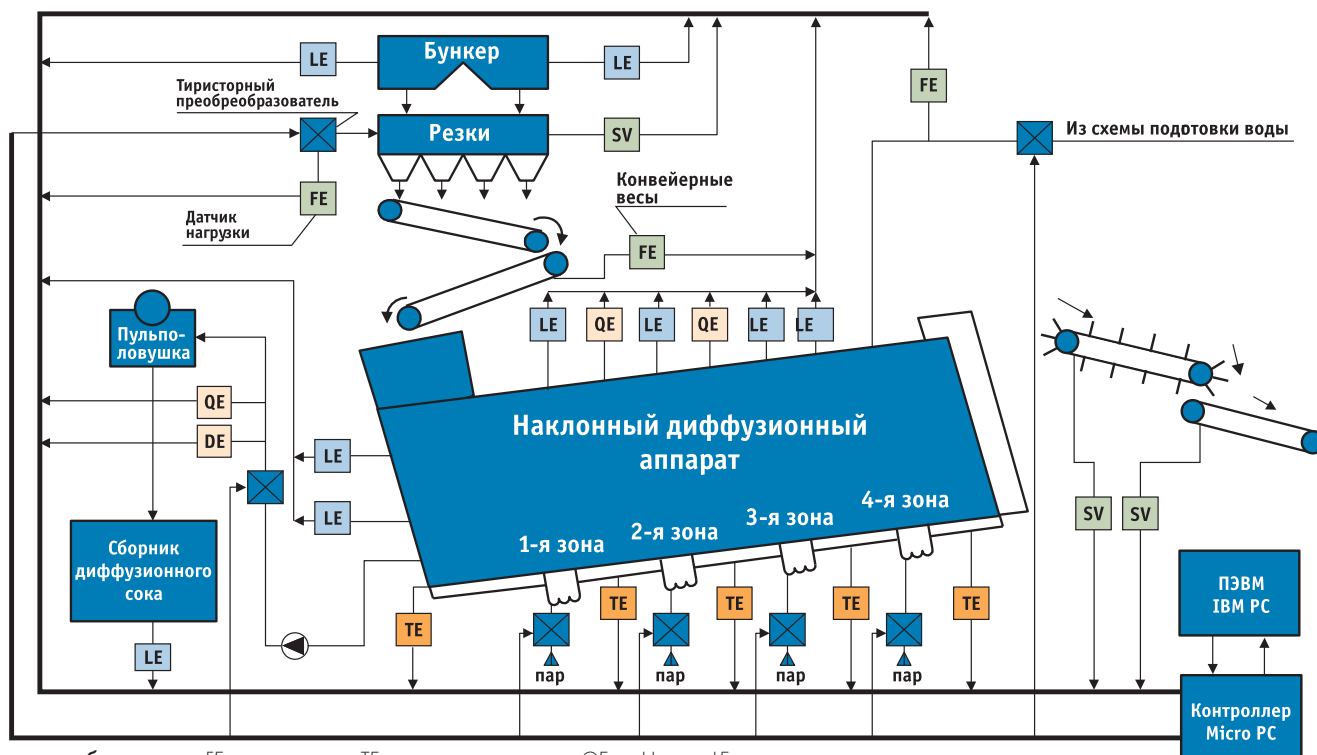 Бункер
LE
LE
Тиристорный
преобреобразователь
FE
Резки
SV
Из схемы подготовки воды
FE
Датчик
нагрузки
Конвейерные
весы
FE
LE
QE
LE
QE
LE
LE
Пульпо-
ловушка
QE
DE
LE
LE
Наклонный диффузионный
аппарат
1-я зона
2-я зона
3-я зона
4-я зона
SV
SV
Сборник
диффузионного
сока
LE
TE
TE
TE
TE
TE
пар
пар
пар
пар
ПЭВМ
IBM PC
Контроллер
Micro PC